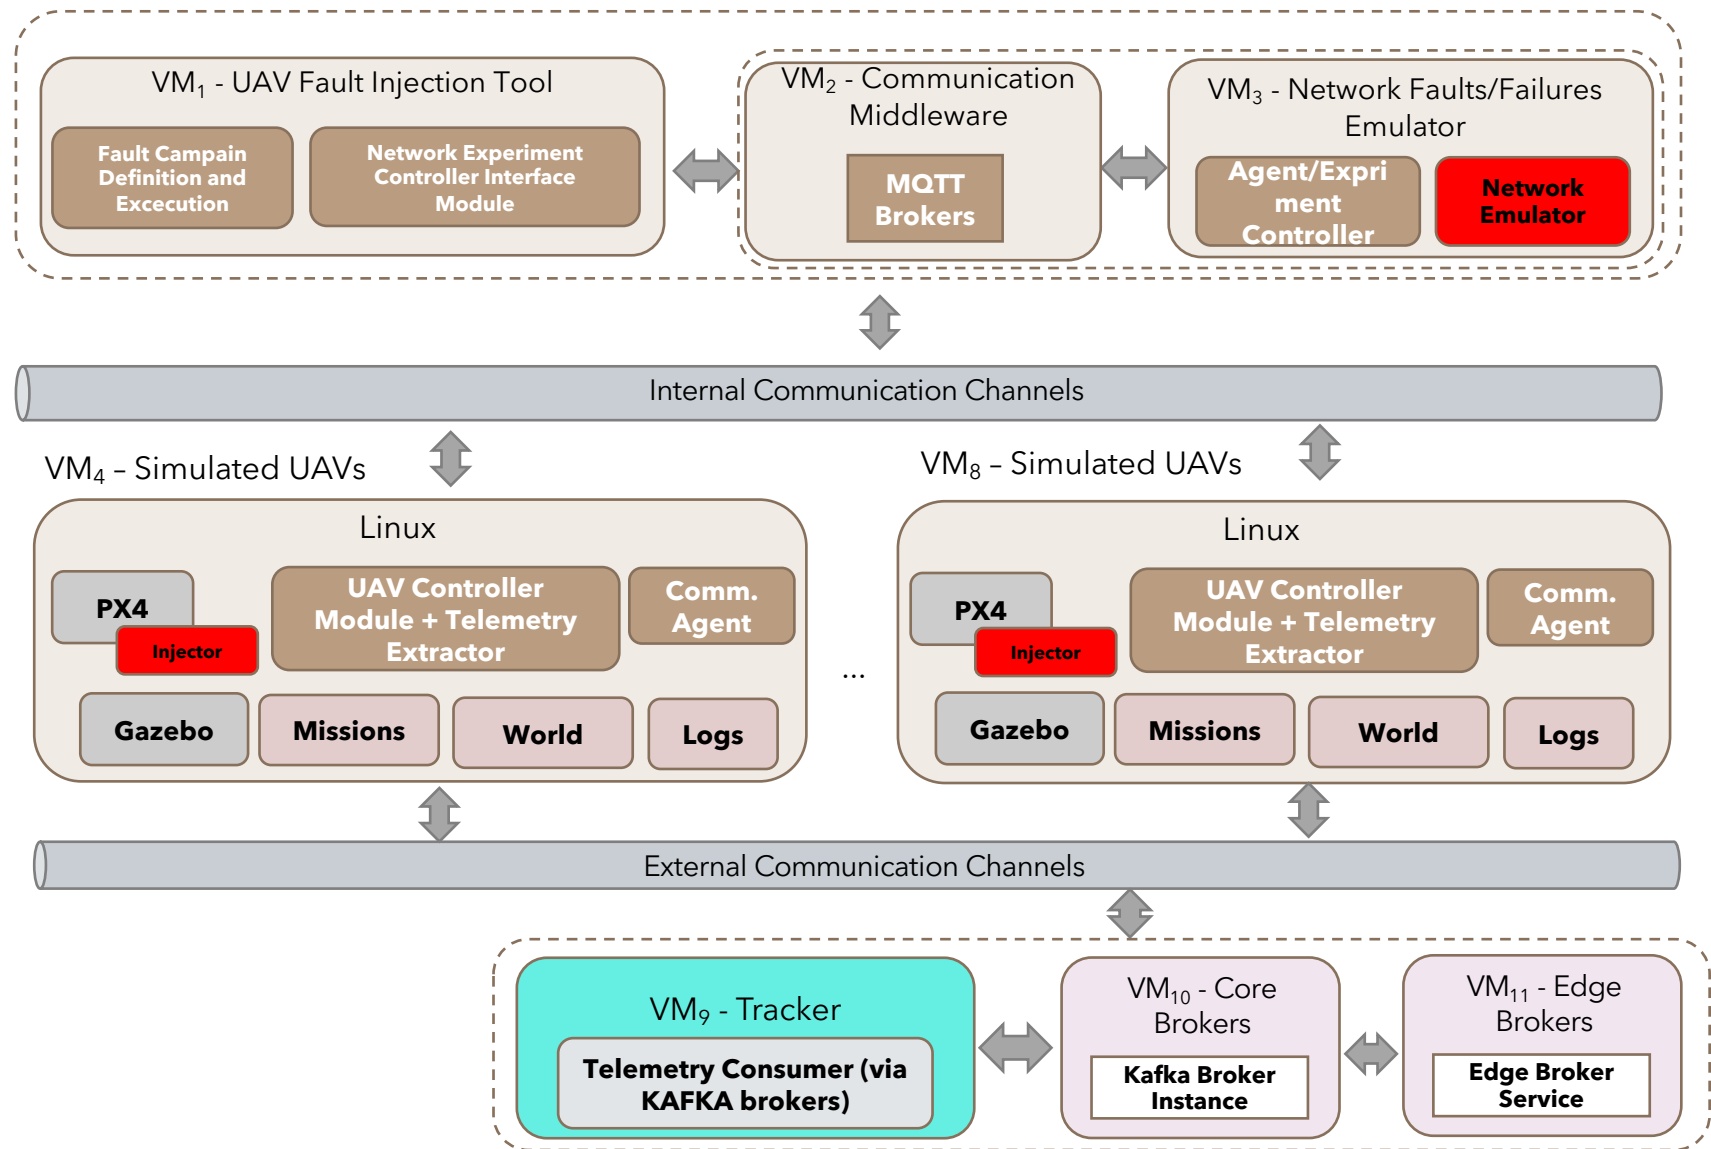 VM₁ - UAV Fault Injection Tool
Fault Campain
Definition and
Excecution
Network Experiment
Controller Interface
Module
VM₂ - Communication
Middleware
MQTT
Brokers
VM₃ - Network Faults/Failures
Emulator
Agent/Expri
ment
Controller
Network
Emulator
Internal Communication Channels
VM₄ – Simulated UAVs
Linux
PX4
Injector
UAV Controller
Module + Telemetry
Extractor
Comm.
Agent
Gazebo
Missions
World
Logs
...
VM₈ – Simulated UAVs
Linux
PX4
Injector
UAV Controller
Module + Telemetry
Extractor
Comm.
Agent
Gazebo
Missions
World
Logs
External Communication Channels
VM₉ - Tracker
Telemetry Consumer (via
KAFKA brokers)
VM₁₀ - Core
Brokers
Kafka Broker
Instance
VM₁₁ - Edge
Brokers
Edge Broker
Service